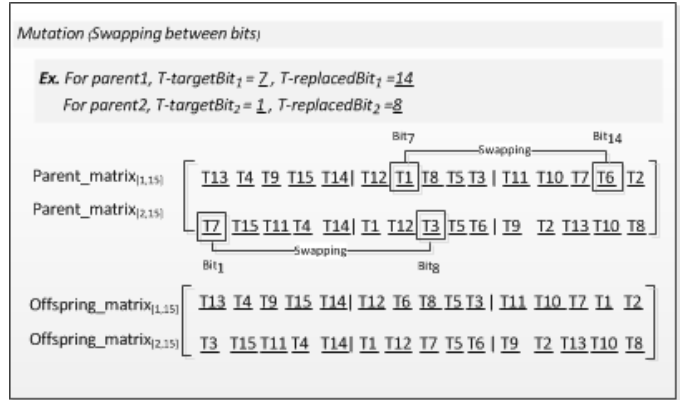 Mutation (Swapping between bits)
Ex. For parent1, T-targetBit1 = 7 , T-replacedBit1 =14
For parent2, T-targetBit2 = 1 , T-replacedBit2 =8
Bit7 Bit14
Swapping
Parent_matrix[1,15] T13 T4 T9 T15 T14| T12 T1 T8 T5 T3 | T11 T10 T7 T6 T2
Parent_matrix[2,15] T7 T15 T11 T4 T14| T1 T12 T3 T5 T6 | T9 T2 T13 T10 T8
Swapping
Bit1 Bit8
Offspring_matrix[1,15] T13 T4 T9 T15 T14| T12 T6 T8 T5 T3 | T11 T10 T7 T1 T2
Offspring_matrix[2,15] T3 T15 T11 T4 T14| T1 T12 T7 T5 T6 | T9 T2 T13 T10 T8